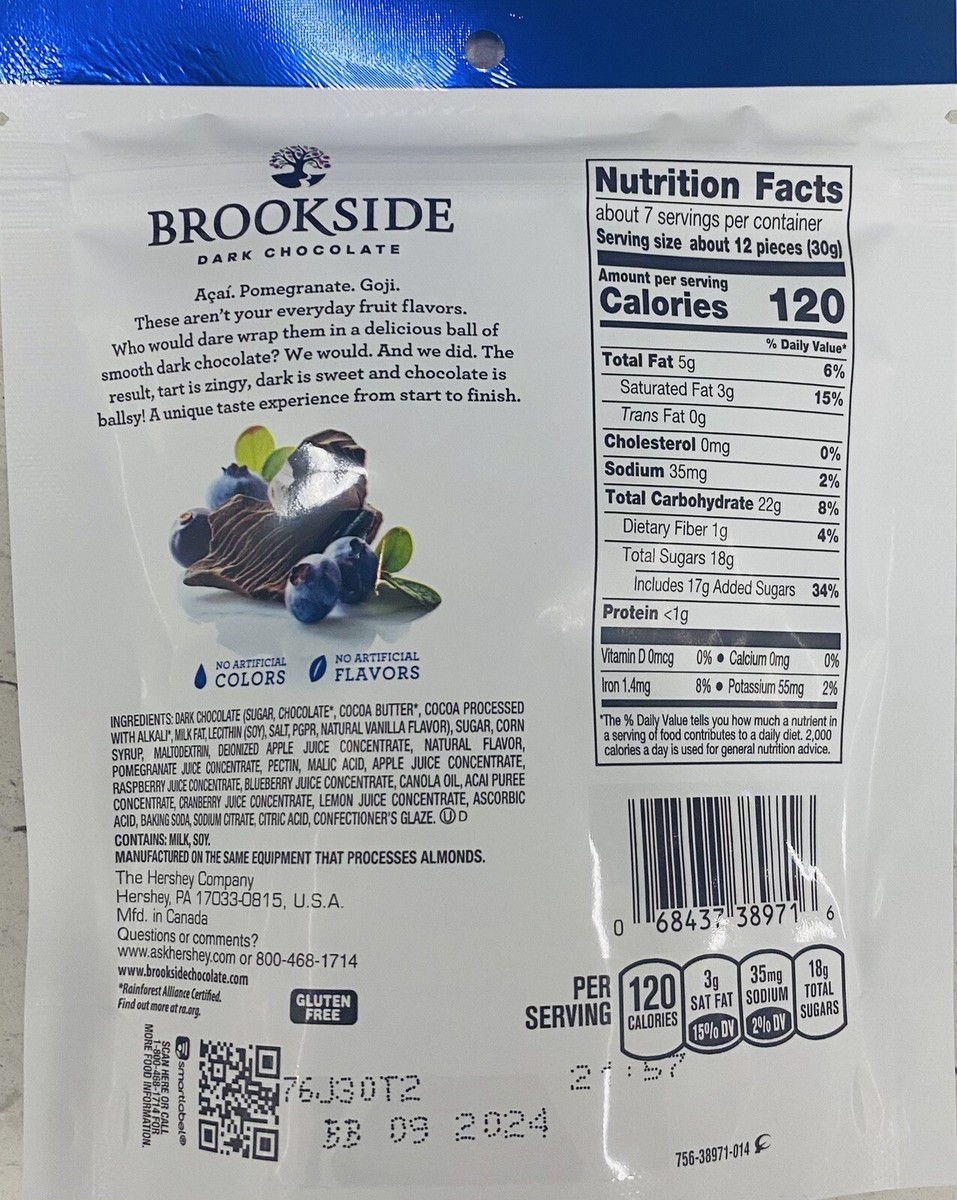 BROOKSIDE
DARK CHOCOLATE
Açaí. Pomegranate. Goji.
These aren't your everyday fruit flavors.
Who would dare wrap them in a delicious ball of
smooth dark chocolate? We would. And we did. The
result, tart is zingy, dark is sweet and chocolate is
ballsy! A unique taste experience from start to finish.
NO ARTIFICIAL
COLORS
NO ARTIFICIAL
FLAVORS
INGREDIENTS: DARK CHOCOLATE (SUGAR, CHOCOLATE*, COCOA BUTTER*, COCOA PROCESSED
WITH ALKALI*, MILK FAT, LECITHIN (SOY), SALT, PGPR, NATURAL VANILLA FLAVOR), SUGAR, CORN
SYRUP, MALTODEXTRIN, DEIONIZED APPLE JUICE CONCENTRATE, NATURAL FLAVOR,
POMEGRANATE JUICE CONCENTRATE, PECTIN, MALIC ACID, APPLE JUICE CONCENTRATE,
RASPBERRY JUICE CONCENTRATE, BLUEBERRY JUICE CONCENTRATE, CANOLA OIL, ACAI PUREE
CONCENTRATE, CRANBERRY JUICE CONCENTRATE, LEMON JUICE CONCENTRATE, ASCORBIC
ACID, BAKING SODA, SODIUM CITRATE, CITRIC ACID, CONFECTIONER'S GLAZE. Ⓤ D
CONTAINS: MILK, SOY.
MANUFACTURED ON THE SAME EQUIPMENT THAT PROCESSES ALMONDS.
The Hershey Company
Hershey, PA 17033-0815, U.S.A.
Mfd. in Canada
Questions or comments?
www.askhershey.com or 800-468-1714
www.brooksidechocolate.com
*Rainforest Alliance Certified.
Find out more at ra.org.
GLUTEN
FREE
smartlabel®
SCAN HERE OR CALL
1-800-468-1714 FOR
MORE FOOD INFORMATION.
76J30T2
BB 09 2024
Nutrition Facts
about 7 servings per container
Serving size about 12 pieces (30g)
Amount per serving
Calories 120
% Daily Value*
Total Fat 5g 6%
Saturated Fat 3g 15%
Trans Fat 0g
Cholesterol 0mg 0%
Sodium 35mg 2%
Total Carbohydrate 22g 8%
Dietary Fiber 1g 4%
Total Sugars 18g
Includes 17g Added Sugars 34%
Protein <1g
Vitamin D 0mcg 0% • Calcium 0mg 0%
Iron 1.4mg 8% • Potassium 55mg 2%
*The % Daily Value tells you how much a nutrient in
a serving of food contributes to a daily diet. 2,000
calories a day is used for general nutrition advice.
0 68437 38971 6
PER
SERVING
120
CALORIES
3g
SAT FAT
15% DV
35mg
SODIUM
2% DV
18g
TOTAL
SUGARS
756-38971-014